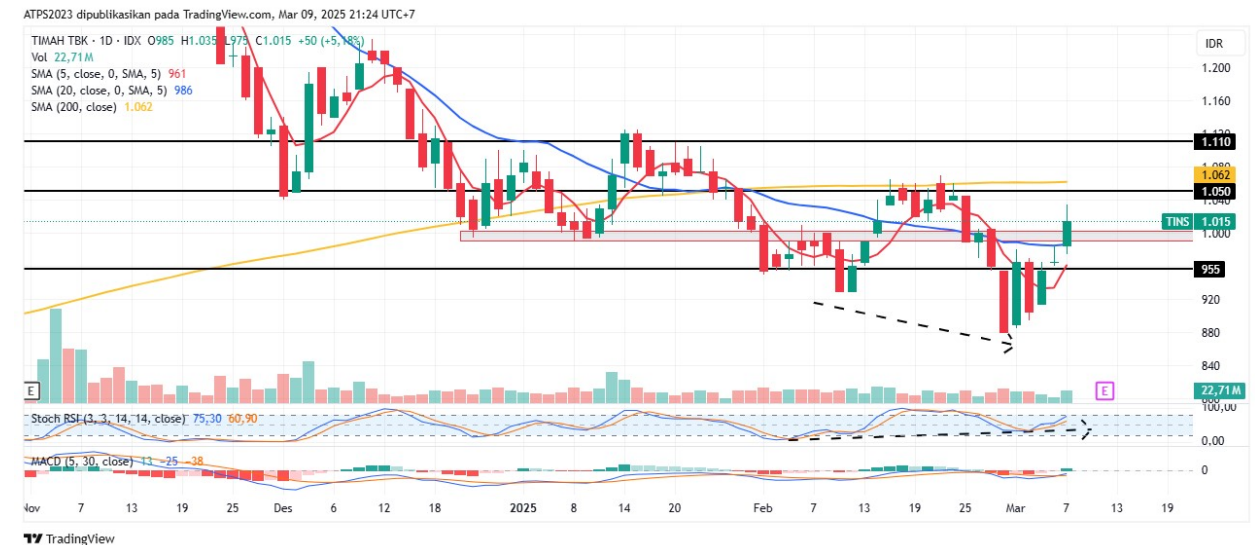 ATPS2023 dipublikasikan pada TradingView.com, Mar 09, 2025 21:24 UTC+7
TIMAH TBK · 1D · IDX O985 H1.035 L975 C1.015 +50 (+5,18%)
IDR
Vol 22,71M
1.200
SMA (5, close, 0, SMA, 5) 961
SMA (20, close, 0, SMA, 5) 986
SMA (200, close) 1.062
1.160
1.120
1.110
1.080
1.062
1.050
1.040
TINS 1.015
1.000
955
920
880
840
E
E
22,71M
100,00
Stoch RSI (3, 3, 14, 14, close) 75,30 60,90
0.00
MACD (5, 30, close) 13 −25 −38
0
Nov 7 13 19 25 Des 6 12 18 2025 8 14 20 Feb 7 13 19 25 Mar 7 13 19
TradingView